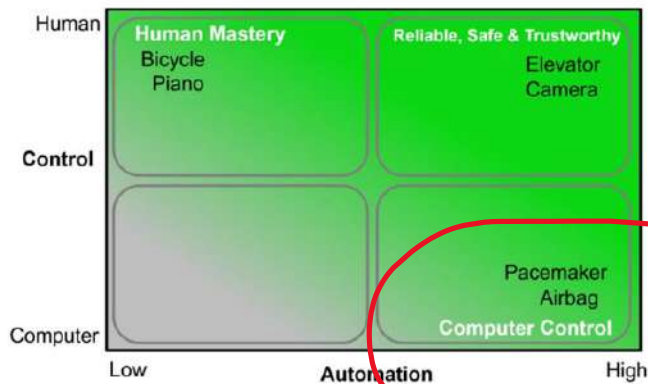 Human
Human Mastery
Bicycle
Piano
Reliable, Safe & Trustworthy
Elevator
Camera
Control
Pacemaker
Airbag
Computer Control
Computer
Low
Automation
High